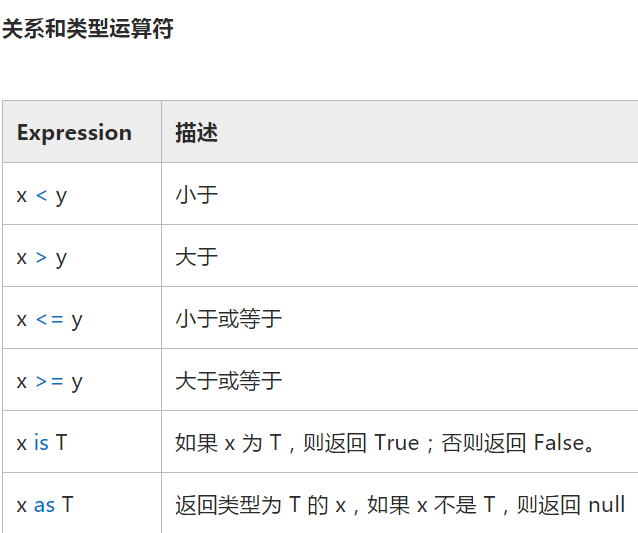 关系和类型运算符
Expression 描述
x < y 小于
x > y 大于
x <= y 小于或等于
x >= y 大于或等于
x is T 如果 x 为 T，则返回 True；否则返回 False。
x as T 返回类型为 T 的 x，如果 x 不是 T，则返回 null